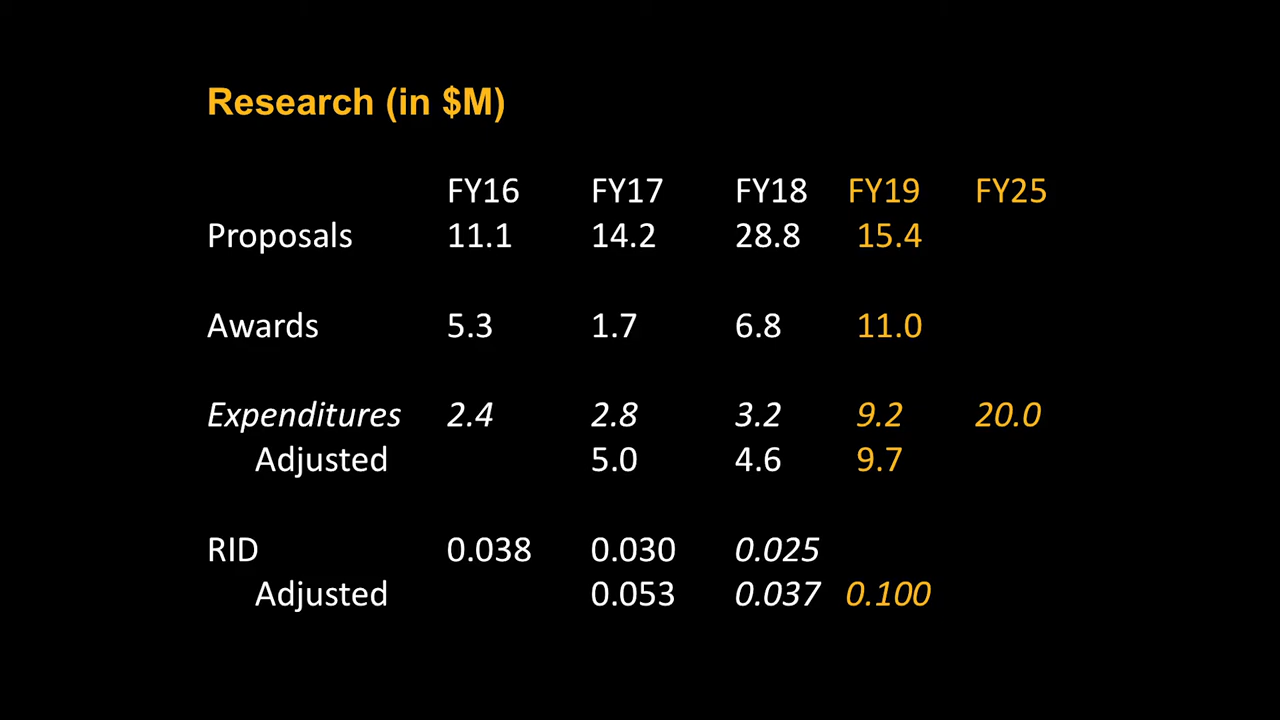 Research (in $M)
FY16 FY17 FY18 FY19 FY25
Proposals 11.1 14.2 28.8 15.4
Awards 5.3 1.7 6.8 11.0
Expenditures 2.4 2.8 3.2 9.2 20.0
Adjusted 5.0 4.6 9.7
RID 0.038 0.030 0.025
Adjusted 0.053 0.037 0.100